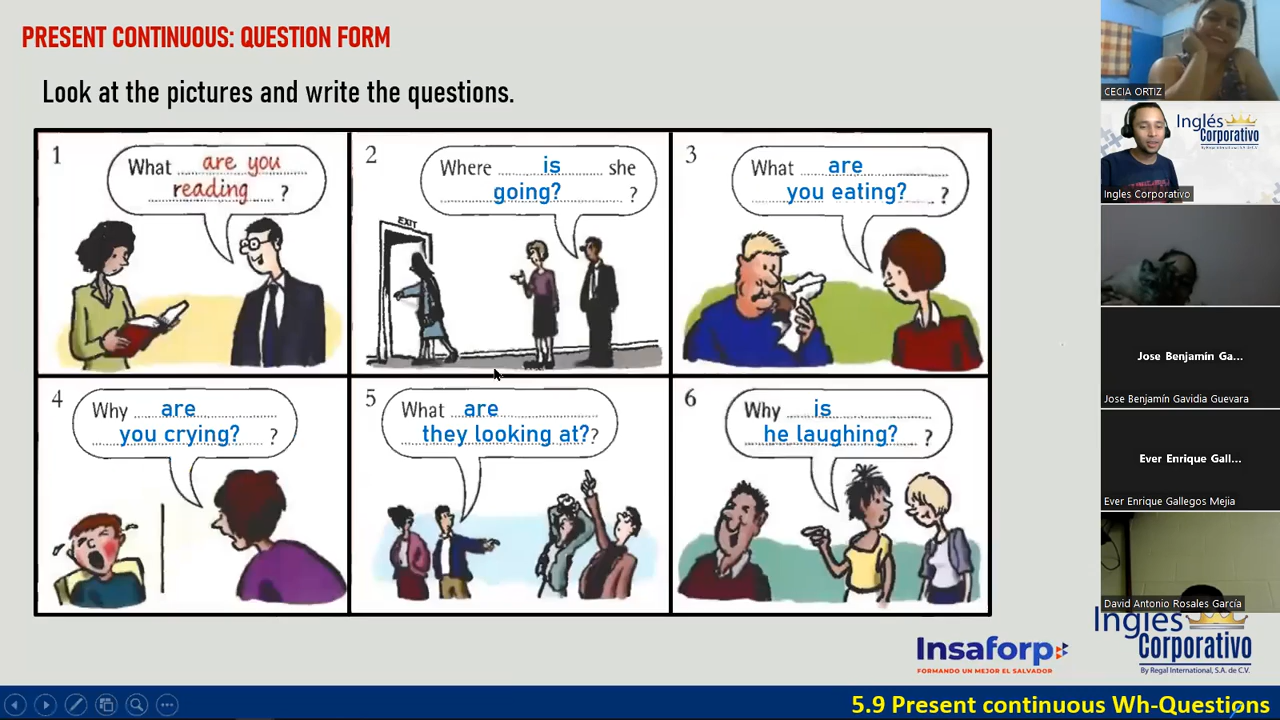 PRESENT CONTINUOUS: QUESTION FORM
Look at the pictures and write the questions.
1
What are you
reading ?
2
Where is she
going? ?
3
What are
you eating? ?
EXIT
4
Why are
you crying? ?
5
What are
they looking at??
6
Why is
he laughing? ?
Insaforp
FORMANDO UN MEJOR EL SALVADOR
Inglés
Corporativo
By Regal International, S.A. de C.V.
5.9 Present continuous Wh-Questions
CECIA ORTIZ
Inglés
Corporativo
By Regal International, S.A. de C.V.
Ingles Corporativo
Jose Benjamín Ga...
Jose Benjamín Gavidia Guevara
Ever Enrique Gall...
Ever Enrique Gallegos Mejia
David Antonio Rosales García